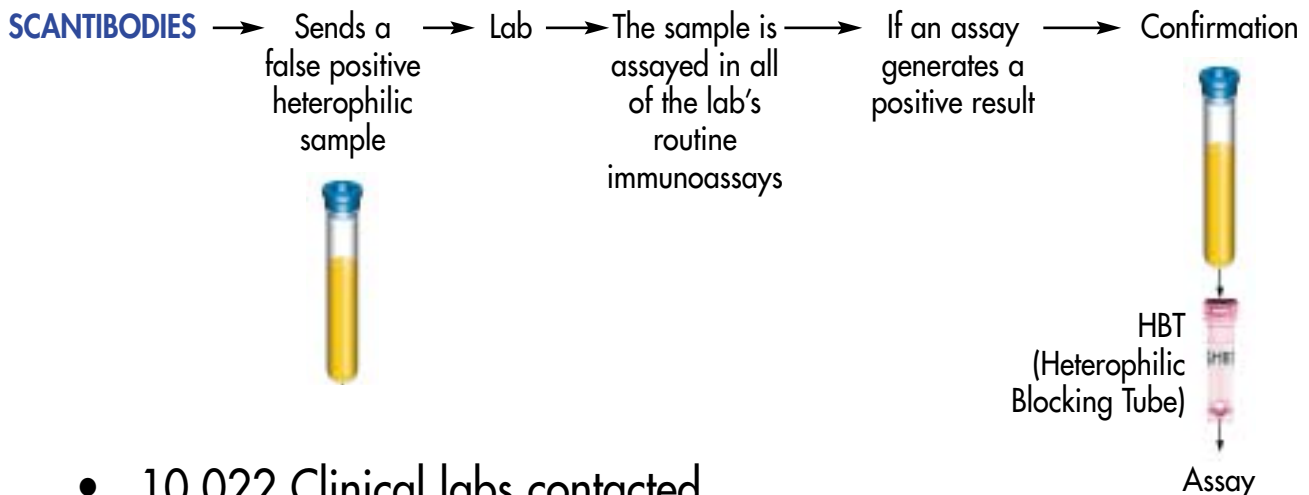 SCANTIBODIES
Sends a
false positive
heterophilic
sample
Lab
The sample is
assayed in all
of the lab's
routine
immunoassays
If an assay
generates a
positive result
Confirmation
HBT
(Heterophilic
Blocking Tube)
HBT
Assay
• 10,022 Clinical labs contacted